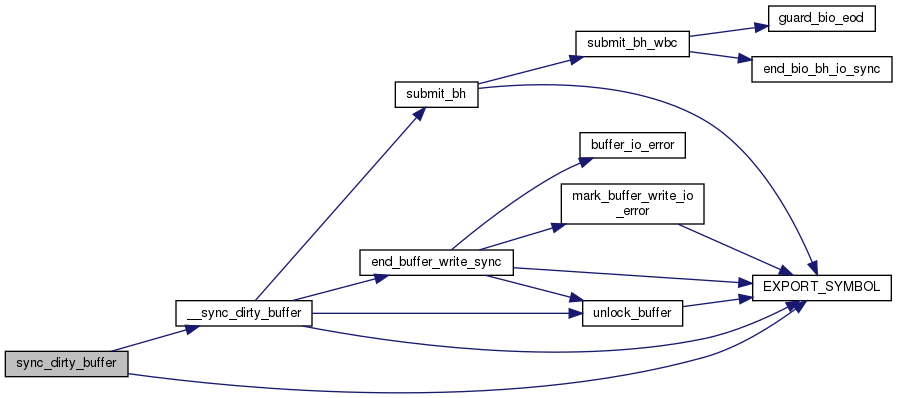 guard_bio_eod
submit_bh_wbc
end_bio_bh_io_sync
submit_bh
buffer_io_error
mark_buffer_write_io
_error
end_buffer_write_sync
EXPORT_SYMBOL
__sync_dirty_buffer
unlock_buffer
sync_dirty_buffer